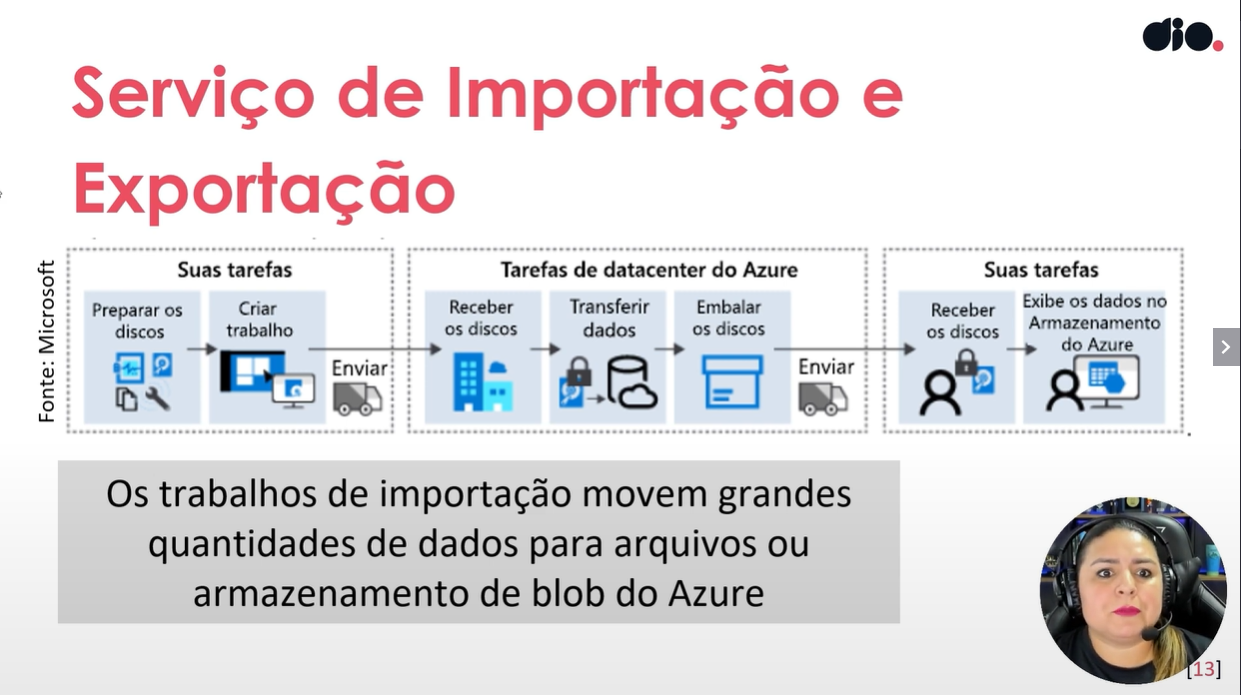 dio.
Serviço de Importação e
Exportação
Fonte: Microsoft
Suas tarefas
Preparar os
discos
Criar
trabalho
Enviar
Tarefas de datacenter do Azure
Receber
os discos
Transferir
dados
Embalar
os discos
Enviar
Suas tarefas
Receber
os discos
Exibe os dados no
Armazenamento
do Azure
Os trabalhos de importação movem grandes
quantidades de dados para arquivos ou
armazenamento de blob do Azure
[13]